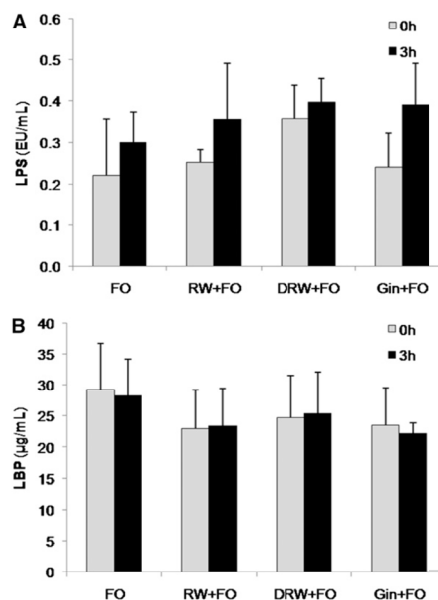 A
LPS (EU/mL)
0.6
0.5
0.4
0.3
0.2
0.1
0.0
0h
3h
FO
RW+FO
DRW+FO
Gin+FO
B
LBP (µg/mL)
40
35
30
25
20
15
10
5
0
0h
3h
FO
RW+FO
DRW+FO
Gin+FO